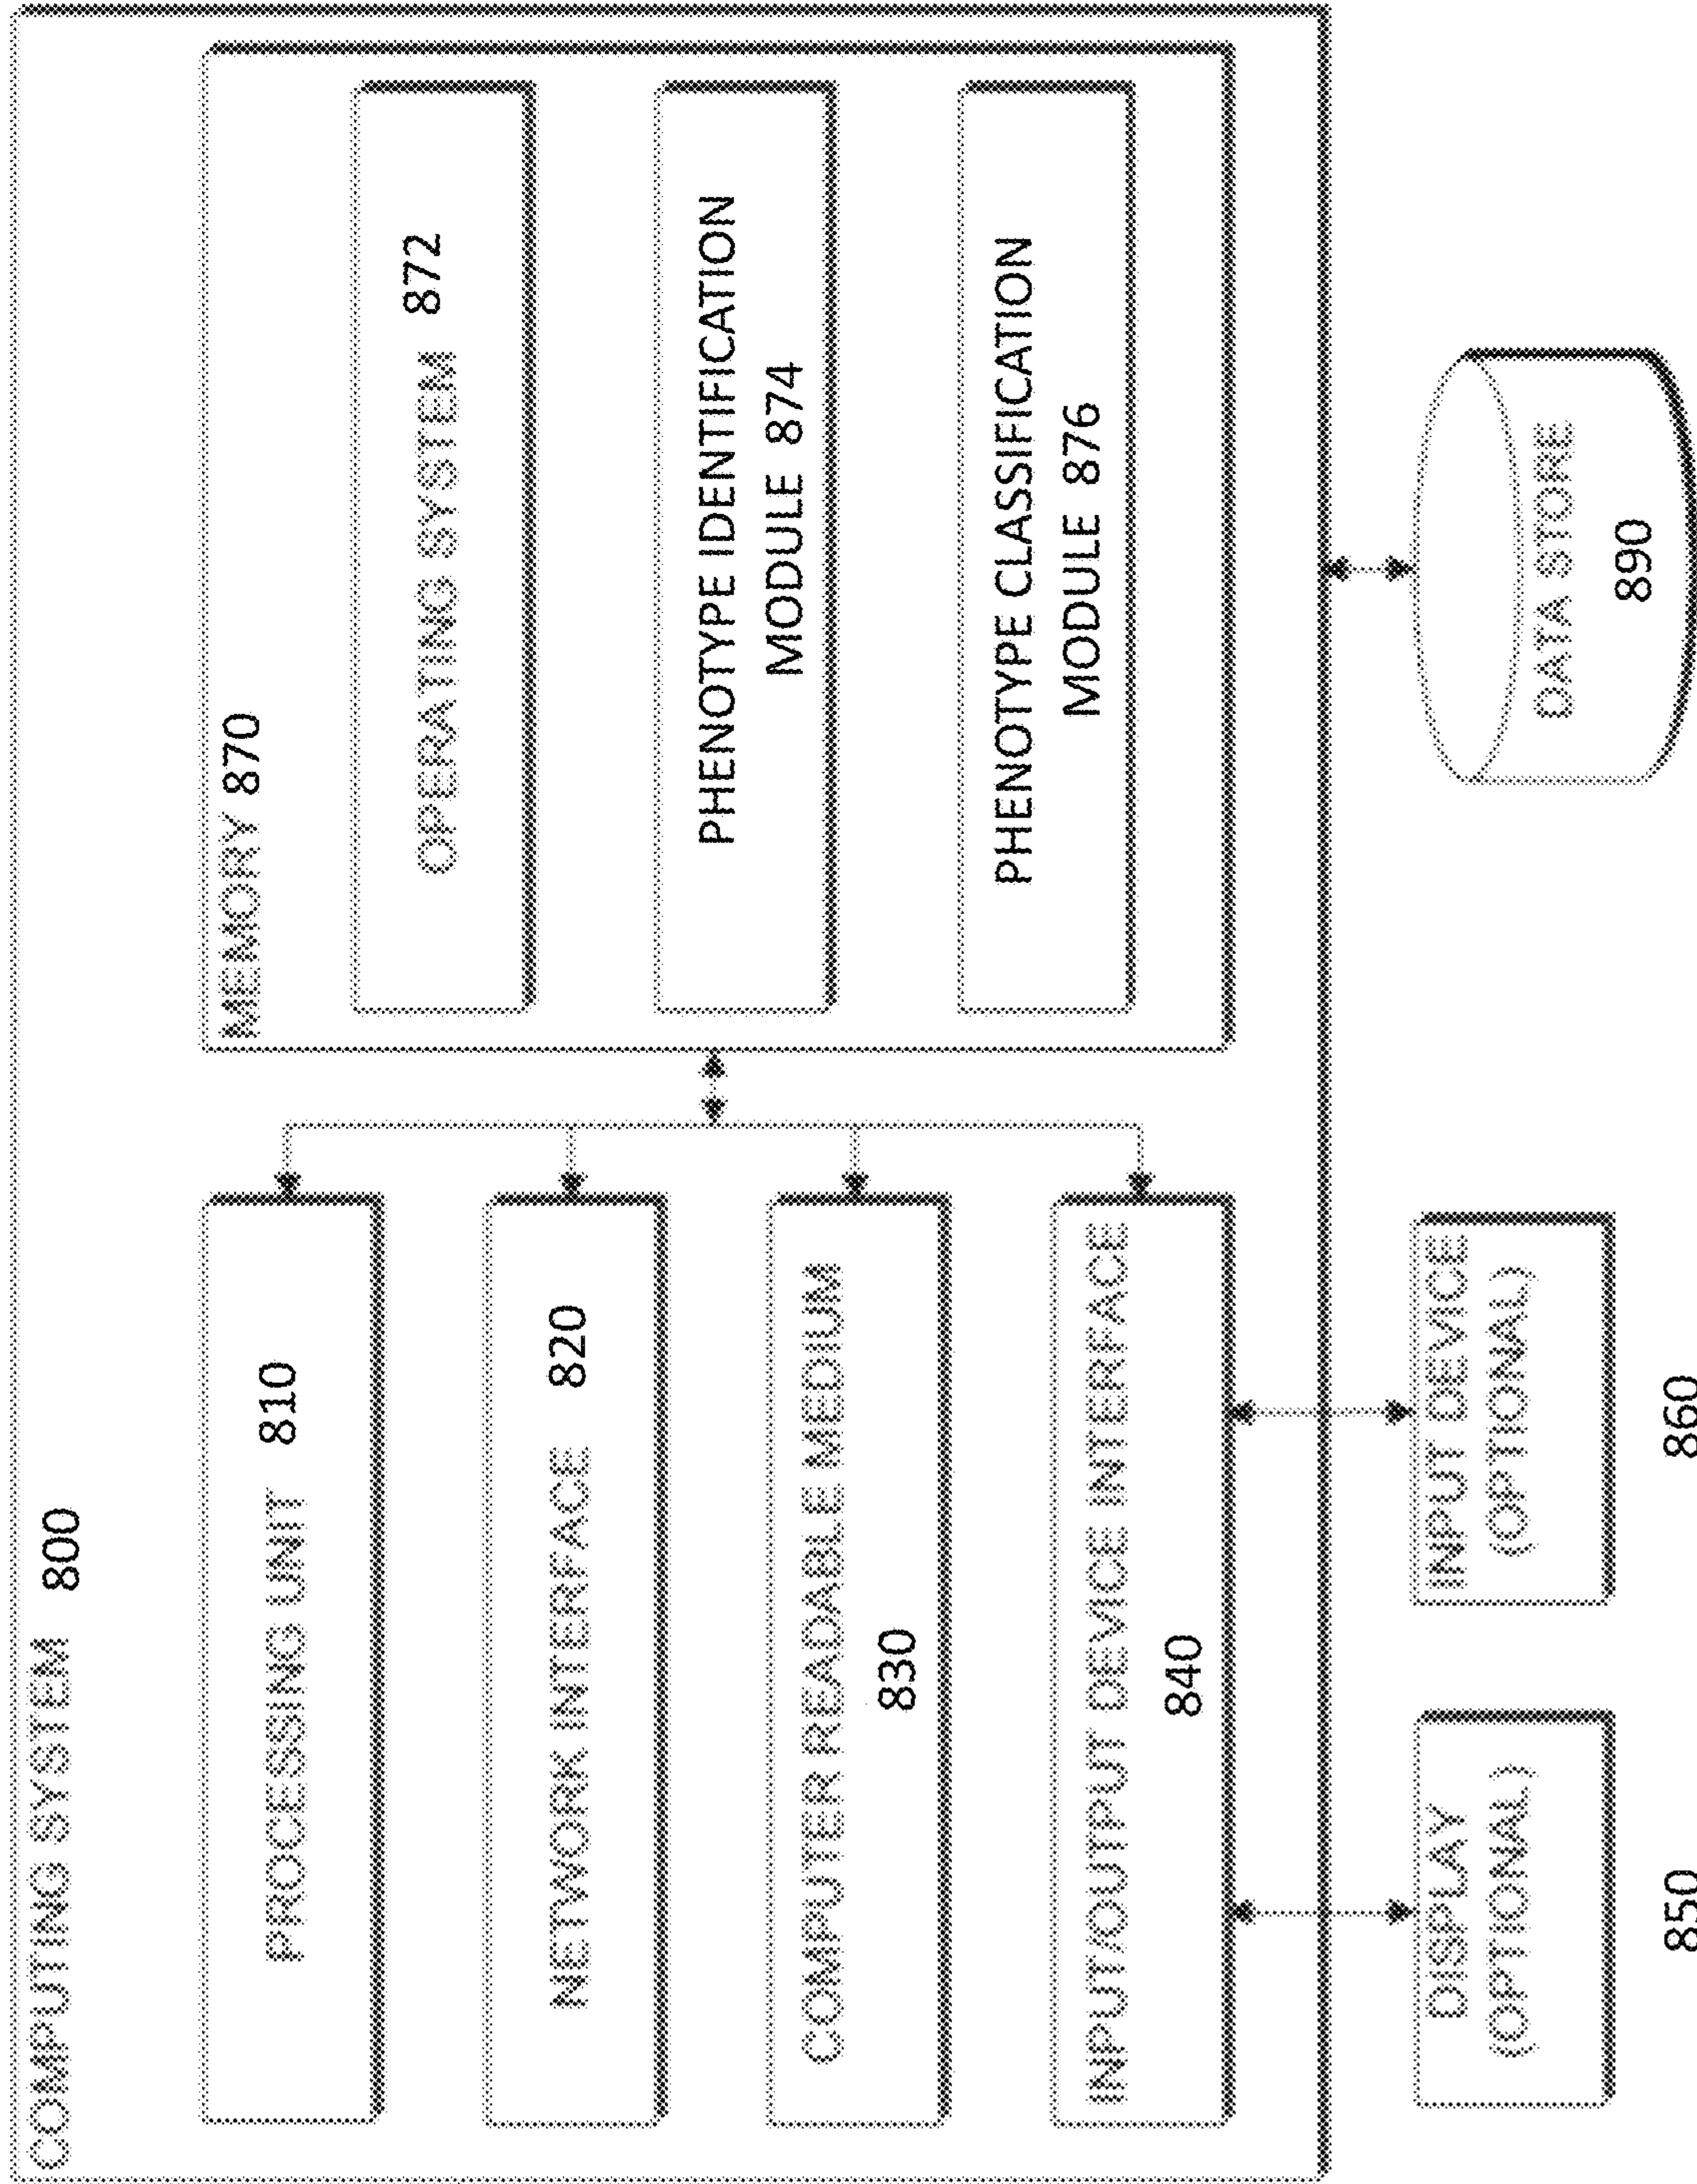 COMPUTING SYSTEM 800
PROCESSING UNIT 810
NETWORK INTERFACE 820
COMPUTER READABLE MEDIUM
830
INPUT/OUTPUT DEVICE INTERFACE
840
MEMORY 870
OPERATING SYSTEM 872
PHENOTYPE IDENTIFICATION
MODULE 874
PHENOTYPE CLASSIFICATION
MODULE 876
DISPLAY
(OPTIONAL)
850
INPUT DEVICE
(OPTIONAL)
860
DATA STORE
890